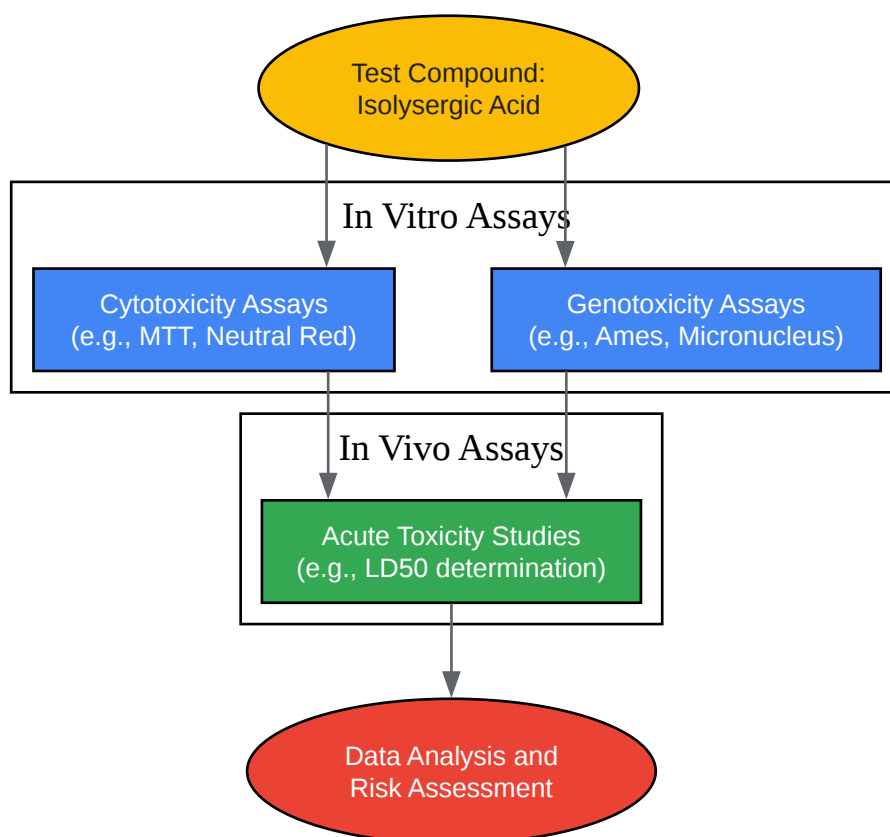 Test Compound:
Isolysergic Acid
In Vitro Assays
Cytotoxicity Assays
(e.g., MTT, Neutral Red)
Genotoxicity Assays
(e.g., Ames, Micronucleus)
In Vivo Assays
Acute Toxicity Studies
(e.g., LD50 determination)
Data Analysis and
Risk Assessment